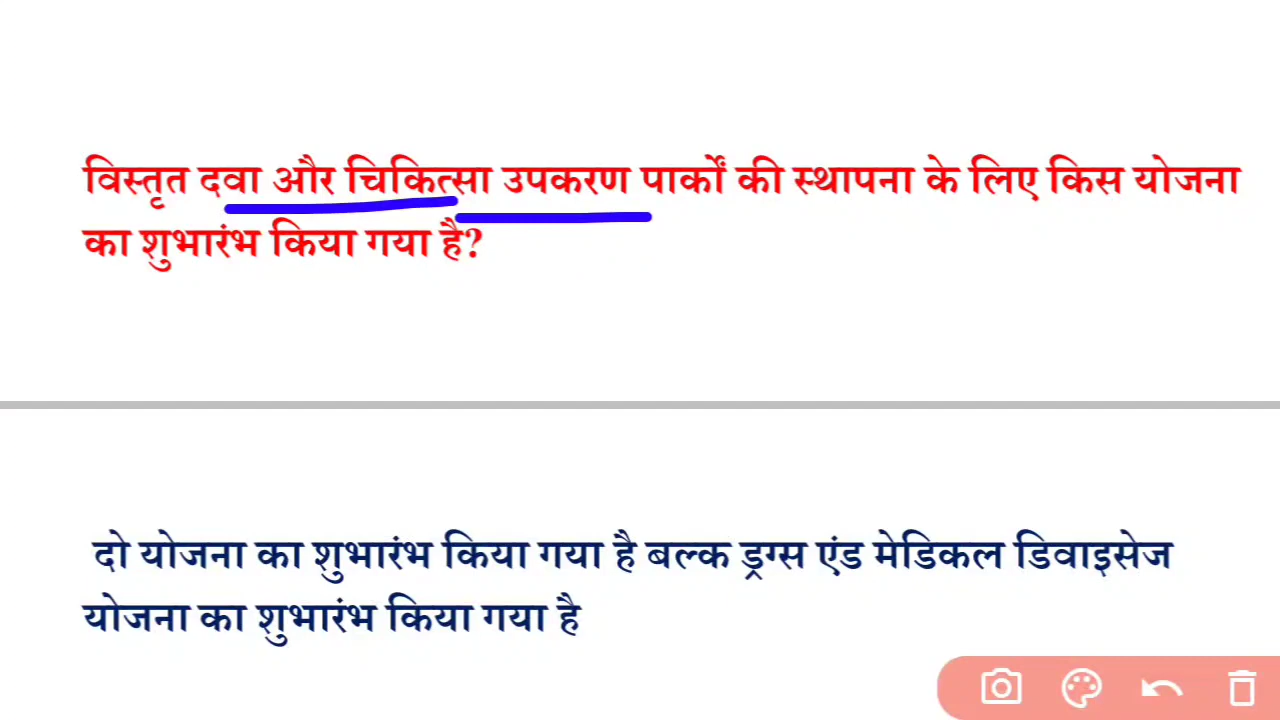 विस्तृत दवा और चिकित्सा उपकरण पार्कों की स्थापना के लिए किस योजना
का शुभारंभ किया गया है?
दो योजना का शुभारंभ किया गया है बल्क ड्रग्स एंड मेडिकल डिवाइसेज
योजना का शुभारंभ किया गया है